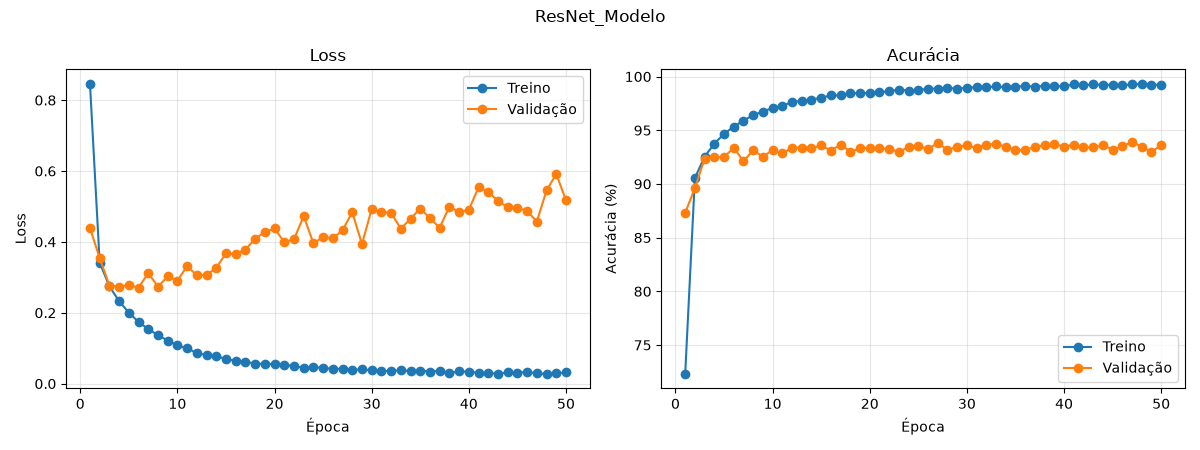 ResNet_Modelo
Loss
Treino
Validação
0.8
0.6
0.4
0.2
0.0
Loss
0 10 20 30 40 50
Época
Acurácia
100
95
90
85
80
75
Acurácia (%)
Treino
Validação
0 10 20 30 40 50
Época